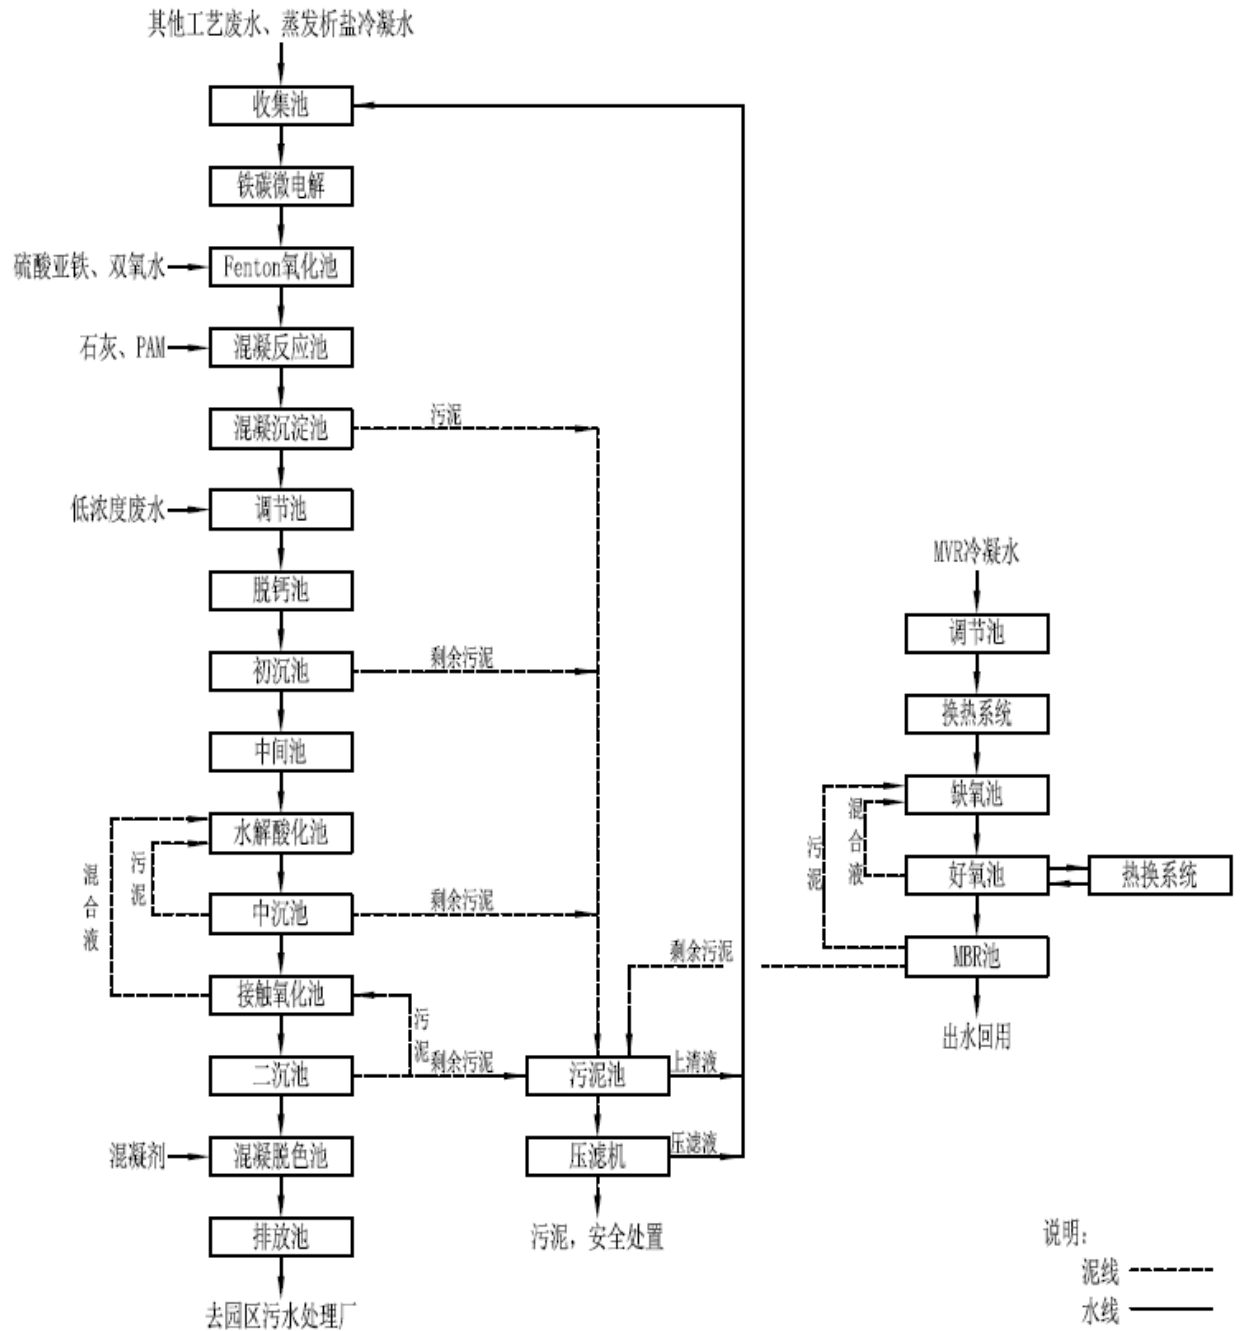 其他工艺废水、蒸发析盐冷凝水
收集池
铁碳微电解
硫酸亚铁、双氧水
Fenton氧化池
石灰、PAM
混凝反应池
混凝沉淀池
污泥
低浓度废水
调节池
脱钙池
初沉池
剩余污泥
中间池
水解酸化池
污泥
混合液
中沉池
剩余污泥
接触氧化池
污泥
二沉池
剩余污泥
污泥池
上清液
混凝剂
混凝脱色池
压滤机
压滤液
排放池
污泥，安全处置
去园区污水处理厂
MVR冷凝水
调节池
换热系统
缺氧池
混合液
污泥
好氧池
热换系统
MBR池
剩余污泥
出水回用
说明：
泥线
水线